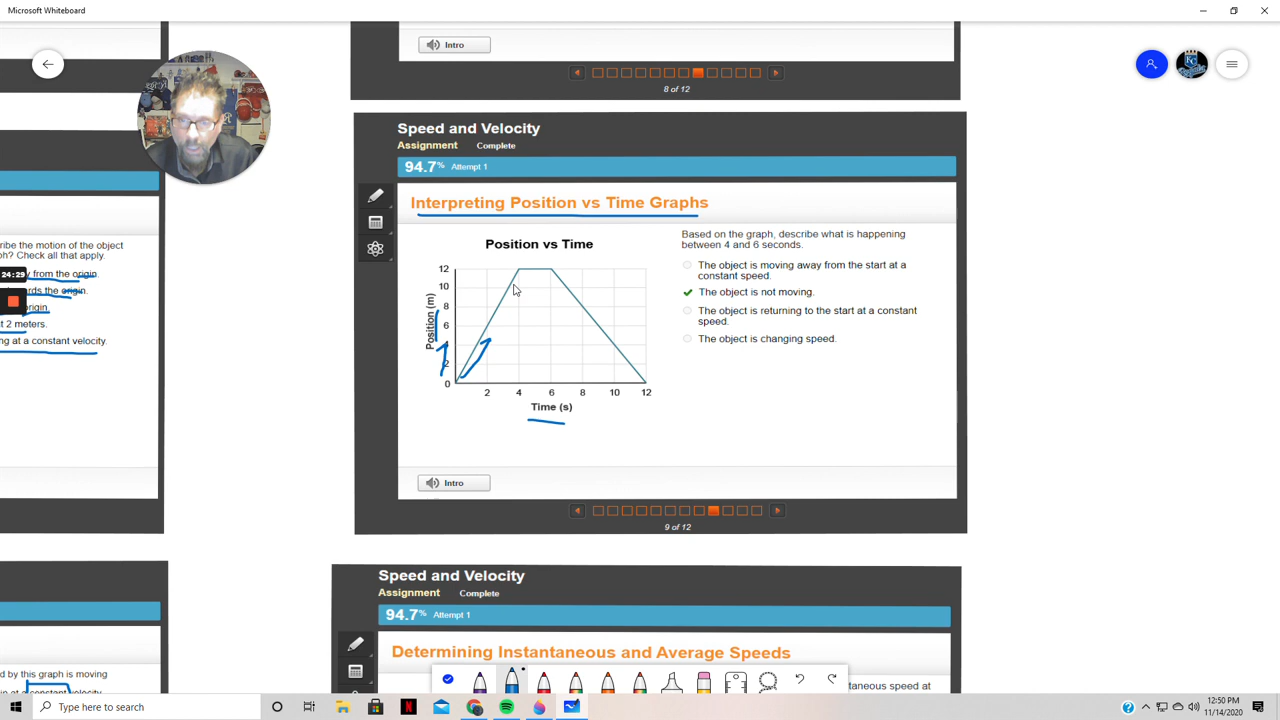 Microsoft Whiteboard
Intro
8 of 12
Speed and Velocity
Assignment Complete
94.7% Attempt 1
Interpreting Position vs Time Graphs
Position vs Time
12
10
8
6
4
2
0
Position (m)
2 4 6 8 10 12
Time (s)
Based on the graph, describe what is happening
between 4 and 6 seconds.
The object is moving away from the start at a
constant speed.
The object is not moving.
The object is returning to the start at a constant
speed.
The object is changing speed.
Intro
9 of 12
ribe the motion of the object
ph? Check all that apply.
24:29
y from the origin.
wards the origin.
origin.
t 2 meters.
ng at a constant velocity.
d by this graph is moving
n at a constant velocity
Speed and Velocity
Assignment Complete
94.7% Attempt 1
Determining Instantaneous and Average Speeds
taneous speed at
KC
Type here to search
12:50 PM
11/14/2020